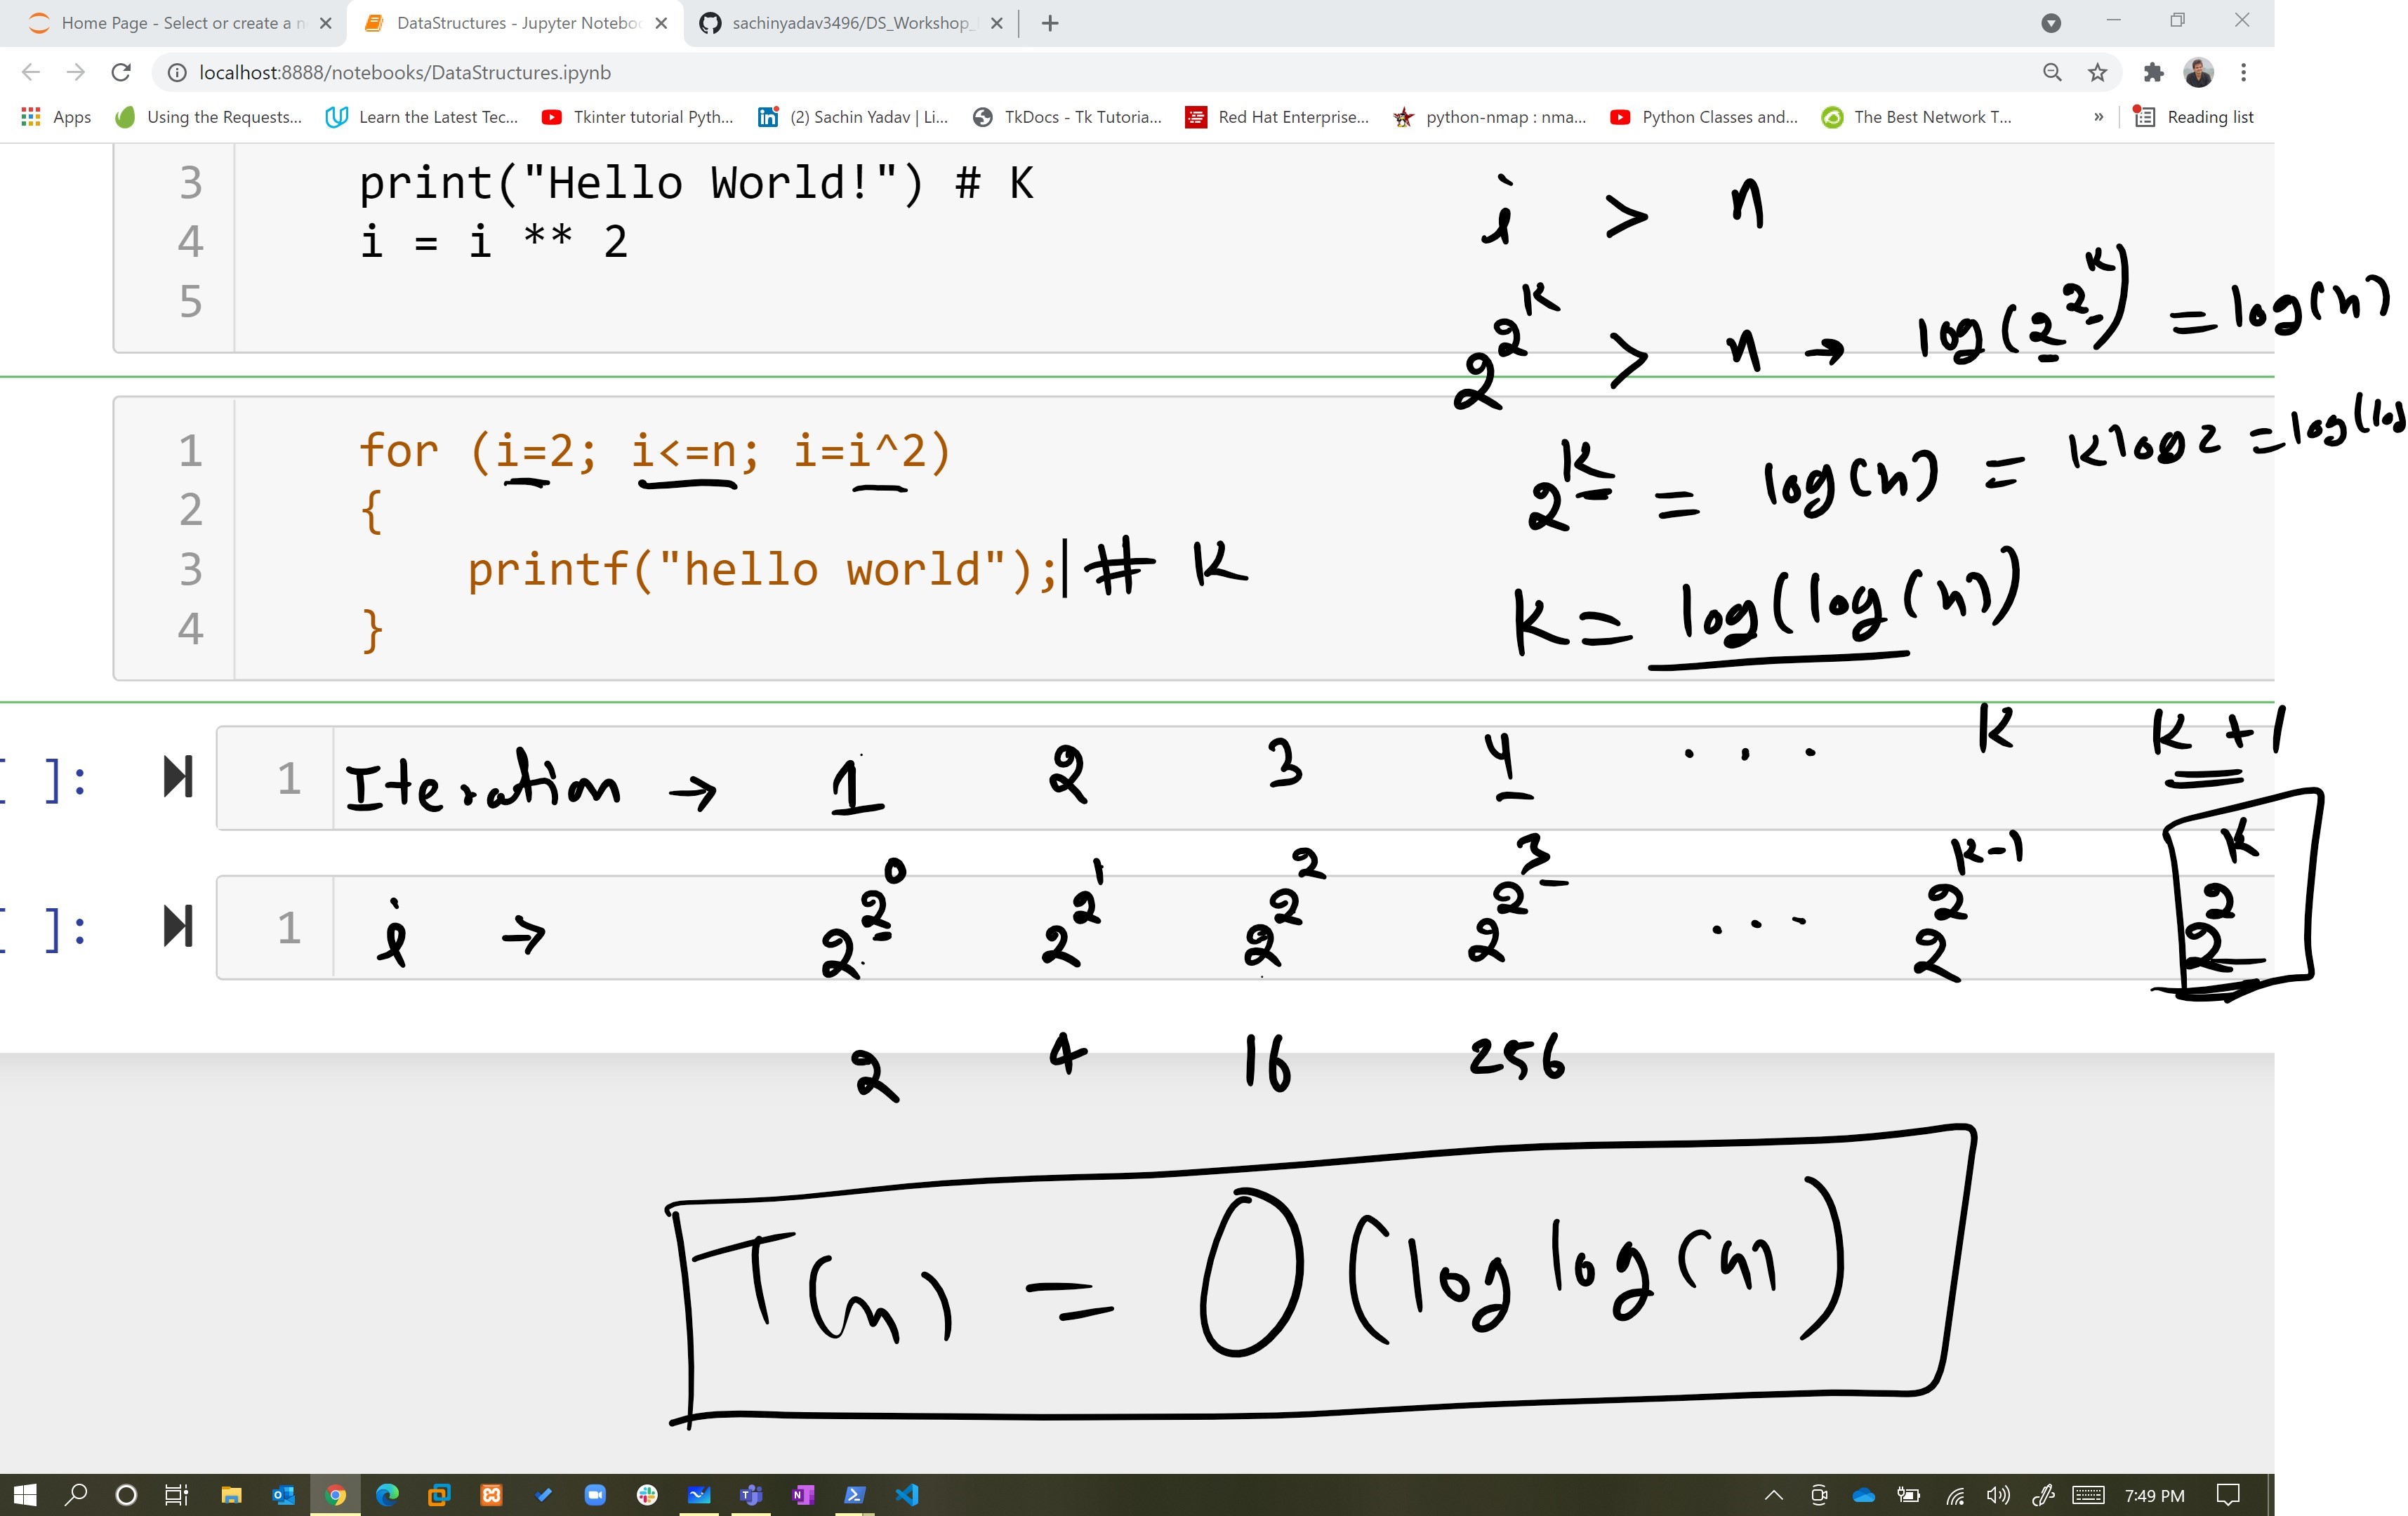 Home Page - Select or create a n
DataStructures - Jupyter Noteboo
sachinyadav3496/DS_Workshop_
localhost:8888/notebooks/DataStructures.ipynb
Apps
Using the Requests...
Learn the Latest Tec...
Tkinter tutorial Pyth...
(2) Sachin Yadav | Li...
TkDocs - Tk Tutoria...
Red Hat Enterprise...
python-nmap : nma...
Python Classes and...
The Best Network T...
»
Reading list
3 print("Hello World!") # K
4 i = i ** 2
5
i > n
2^2^K > n → log(2^2^K) = log(n)
1 for (i=2; i<=n; i=i^2)
2 {
3 printf("hello world"); # K
4 }
2^K = log(n) = K log 2 = log(log
K = log(log(n))
[ ]: 1 Iteration → 1 2 3 4 ... K K+1
[ ]: 1 i → 2^2^0 2^2^1 2^2^2 2^2^3 ... 2^2^K-1 2^2^K
2 4 16 256
T(n) = O(log log(n))
7:49 PM